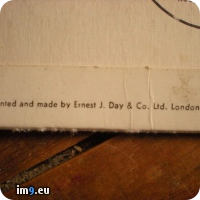 nted and made by Ernest J. Day & Co. Ltd. London
im9.eu